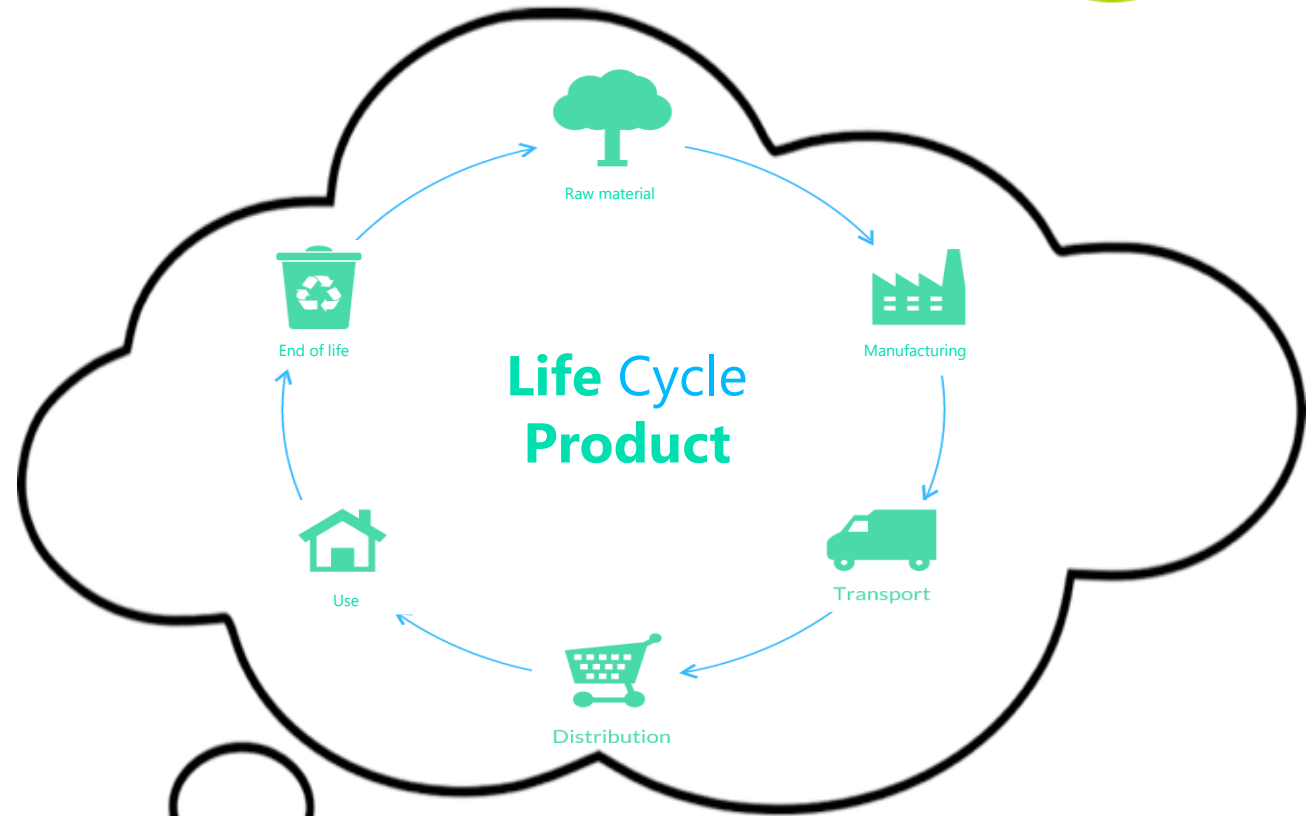 Raw material
End of life
Manufacturing
Life Cycle
Product
Use
Transport
Distribution